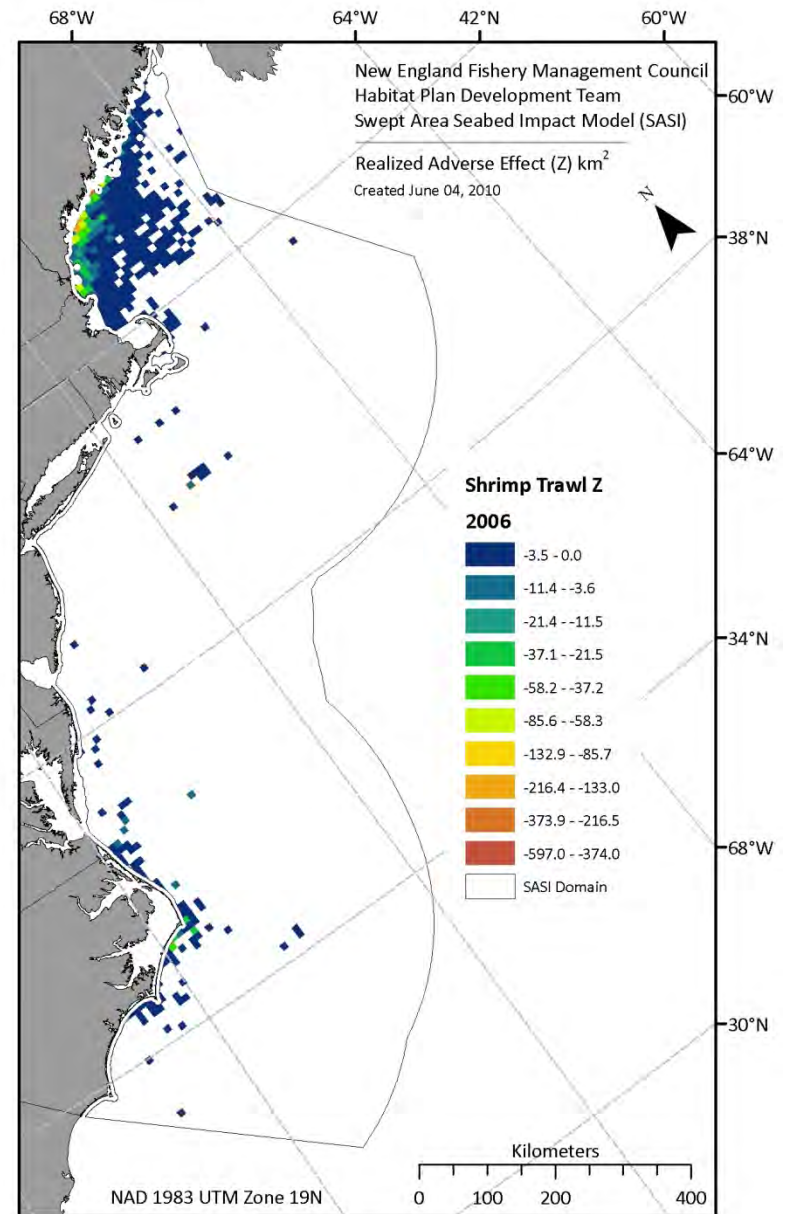 68°W 64°W 42°N 60°W
New England Fishery Management Council
Habitat Plan Development Team
Swept Area Seabed Impact Model (SASI)
Realized Adverse Effect (Z) km²
Created June 04, 2010
N
60°W
38°N
64°W
34°N
68°W
30°N
Shrimp Trawl Z
2006
-3.5 - 0.0
-11.4 - -3.6
-21.4 - -11.5
-37.1 - -21.5
-58.2 - -37.2
-85.6 - -58.3
-132.9 - -85.7
-216.4 - -133.0
-373.9 - -216.5
-597.0 - -374.0
SASI Domain
Kilometers
0 100 200 400
NAD 1983 UTM Zone 19N